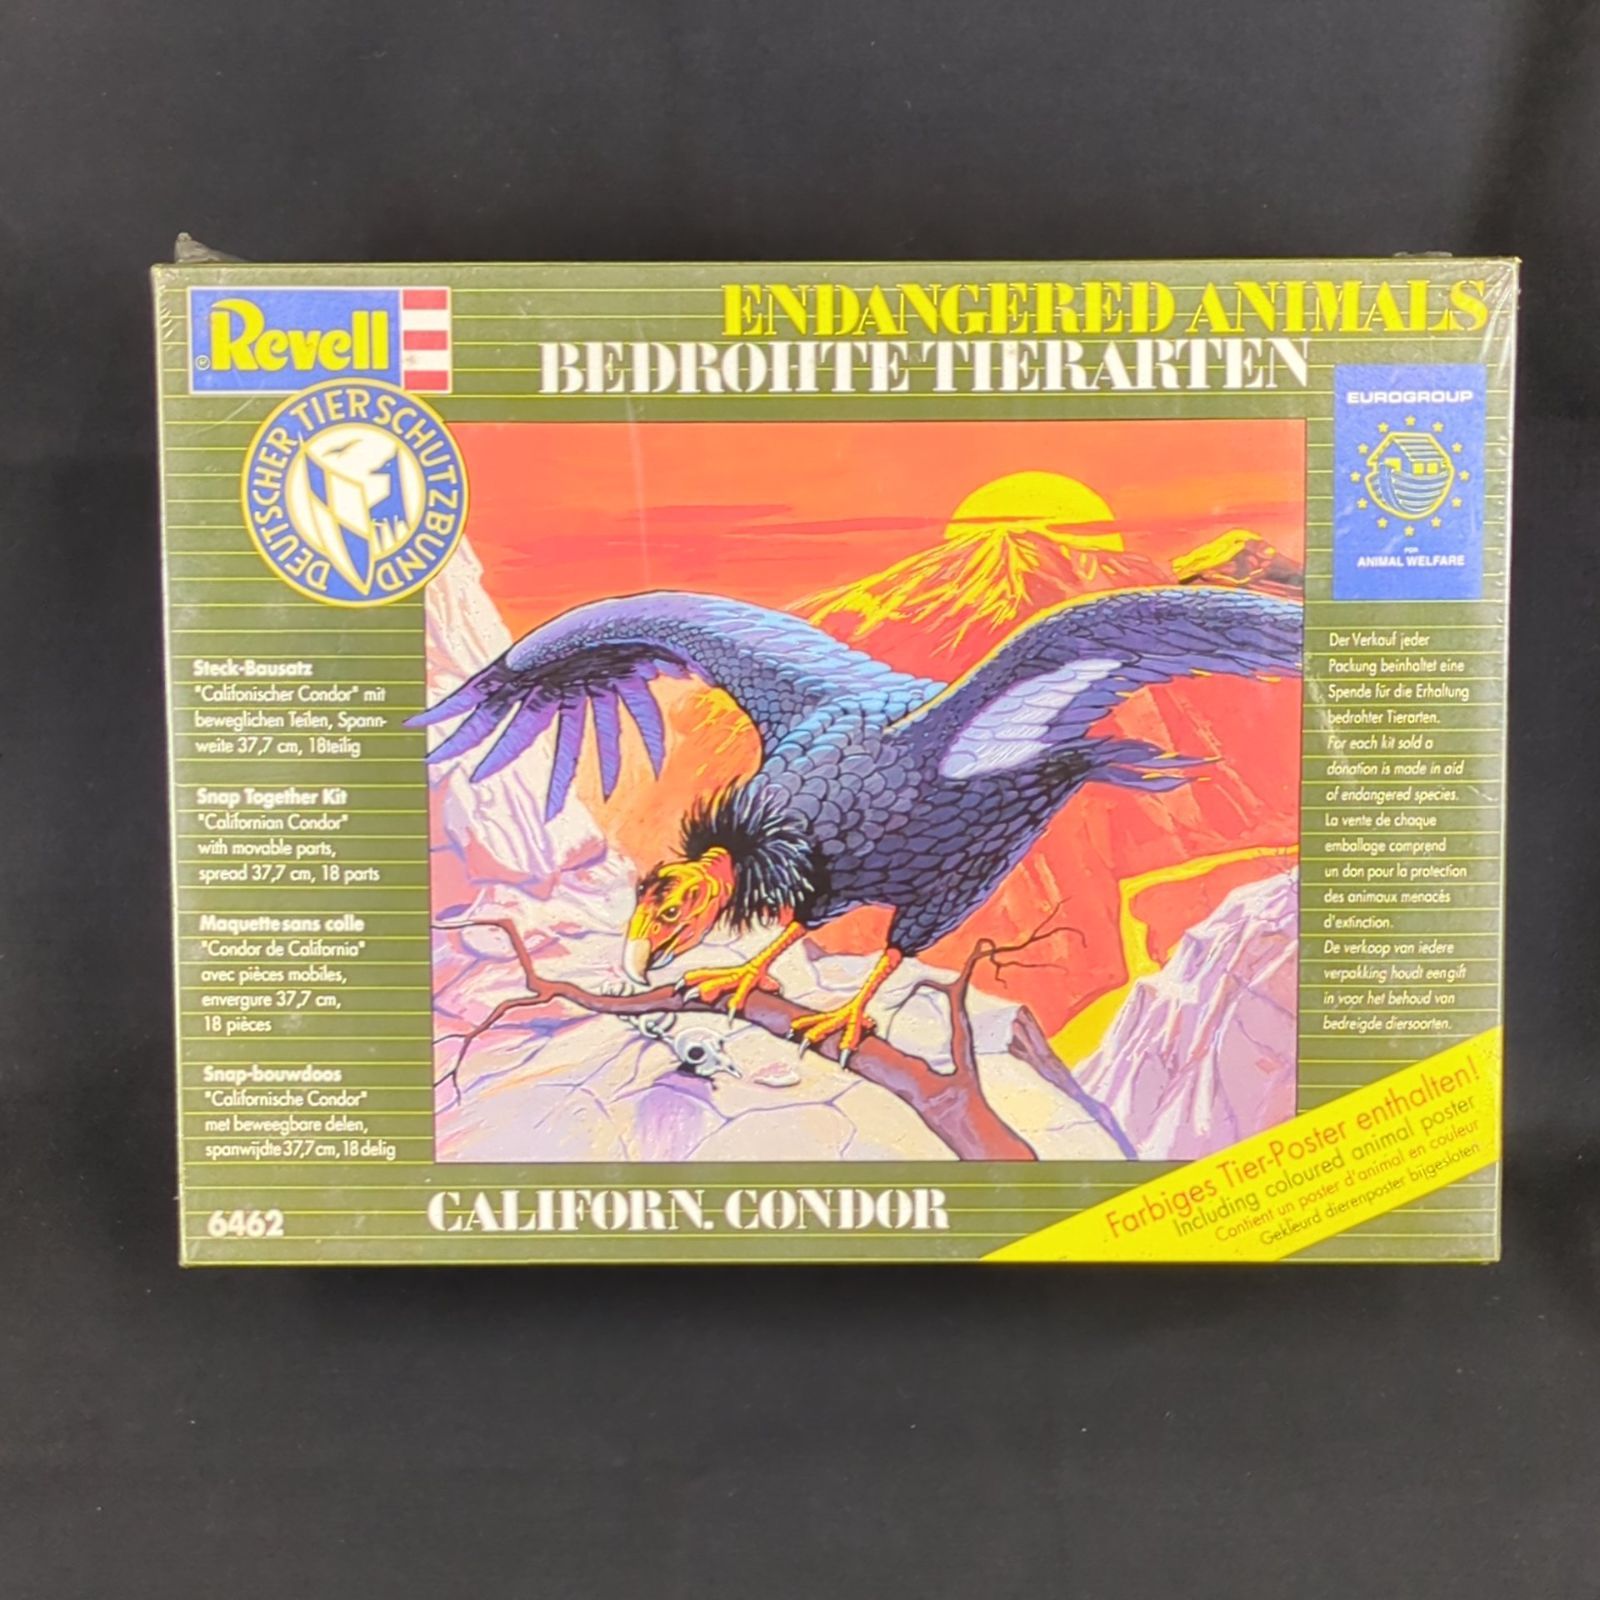 Revell
®
ENDANGERED ANIMALS
BEDROHTE TIERARTEN
DEUTSCHER TIERSCHUTZBUND
EUROGROUP
FOR
ANIMAL WELFARE
Steck-Bausatz
"Califonischer Condor" mit
beweglichen Teilen, Spann-
weite 37,7 cm, 18teilig
Snap Together Kit
"Californian Condor"
with movable parts,
spread 37,7 cm, 18 parts
Maquette sans colle
"Condor de California"
avec pièces mobiles,
envergure 37,7 cm,
18 pièces
Snap-bouwdoos
"Californische Condor"
met beweegbare delen,
spanwijdte 37,7 cm, 18 delig
Der Verkauf jeder
Packung beinhaltet eine
Spende für die Erhaltung
bedrohter Tierarten.
For each kit sold a
donation is made in aid
of endangered species.
La vente de chaque
emballage comprend
un don pour la protection
des animaux menacès
d'extinction.
De verkoop van iedere
verpakking houdt een gift
in voor het behoud van
bedreigde diersoorten.
6462
CALIFORN. CONDOR
Farbiges Tier-Poster enthalten!
Including coloured animal poster
Contient un poster d'animal en couleur
Gekleurd dierenposter bijgesloten